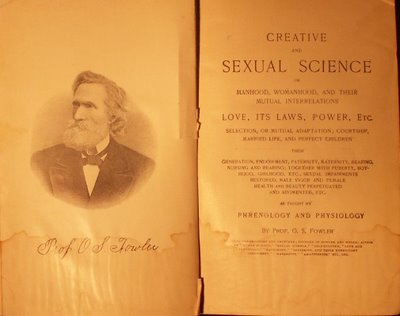 Prof. O. S. Fowler
CREATIVE
AND
SEXUAL SCIENCE
OR
MANHOOD, WOMANHOOD, AND THEIR
MUTUAL INTERRELATIONS
LOVE, ITS LAWS, POWER, ETC.
SELECTION, OR MUTUAL ADAPTATION; COURTSHIP,
MARRIED LIFE, AND PERFECT CHILDREN
THEIR
GENERATION, ENDOWMENT, PATERNITY, MATERNITY, BEARING,
NURSING AND REARING; TOGETHER WITH PUBERTY, BOY-
HOOD, GIRLHOOD, ETC.; SEXUAL IMPAIRMENTS
RESTORED, MALE VIGOR AND FEMALE
HEALTH AND BEAUTY PERPETUATED
AND AUGMENTED, ETC.
AS TAUGHT BY
PHRENOLOGY AND PHYSIOLOGY
BY PROF. O. S. FOWLER